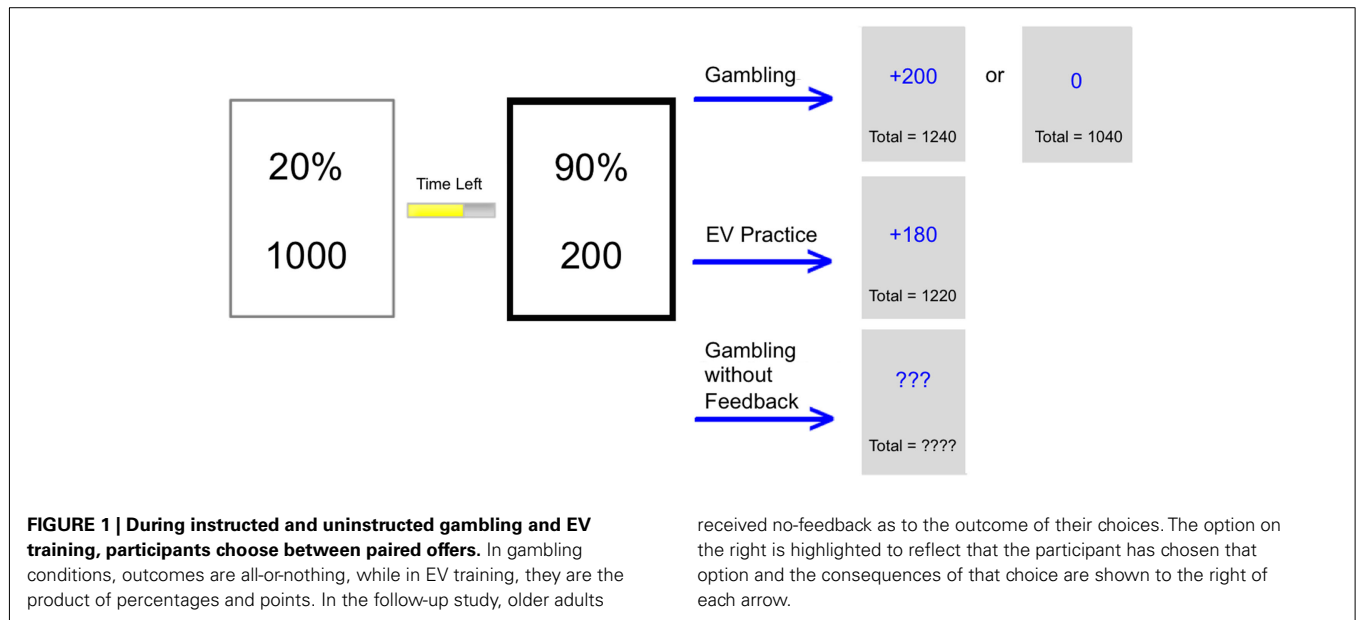 20%
1000
Time Left
90%
200
Gambling
+200
Total = 1240
or
0
Total = 1040
EV Practice
+180
Total = 1220
Gambling
without
Feedback
???
Total = ????
FIGURE 1 | During instructed and uninstructed gambling and EV
training, participants choose between paired offers. In gambling
conditions, outcomes are all-or-nothing, while in EV training, they are the
product of percentages and points. In the follow-up study, older adults
received no-feedback as to the outcome of their choices. The option on
the right is highlighted to reflect that the participant has chosen that
option and the consequences of that choice are shown to the right of
each arrow.